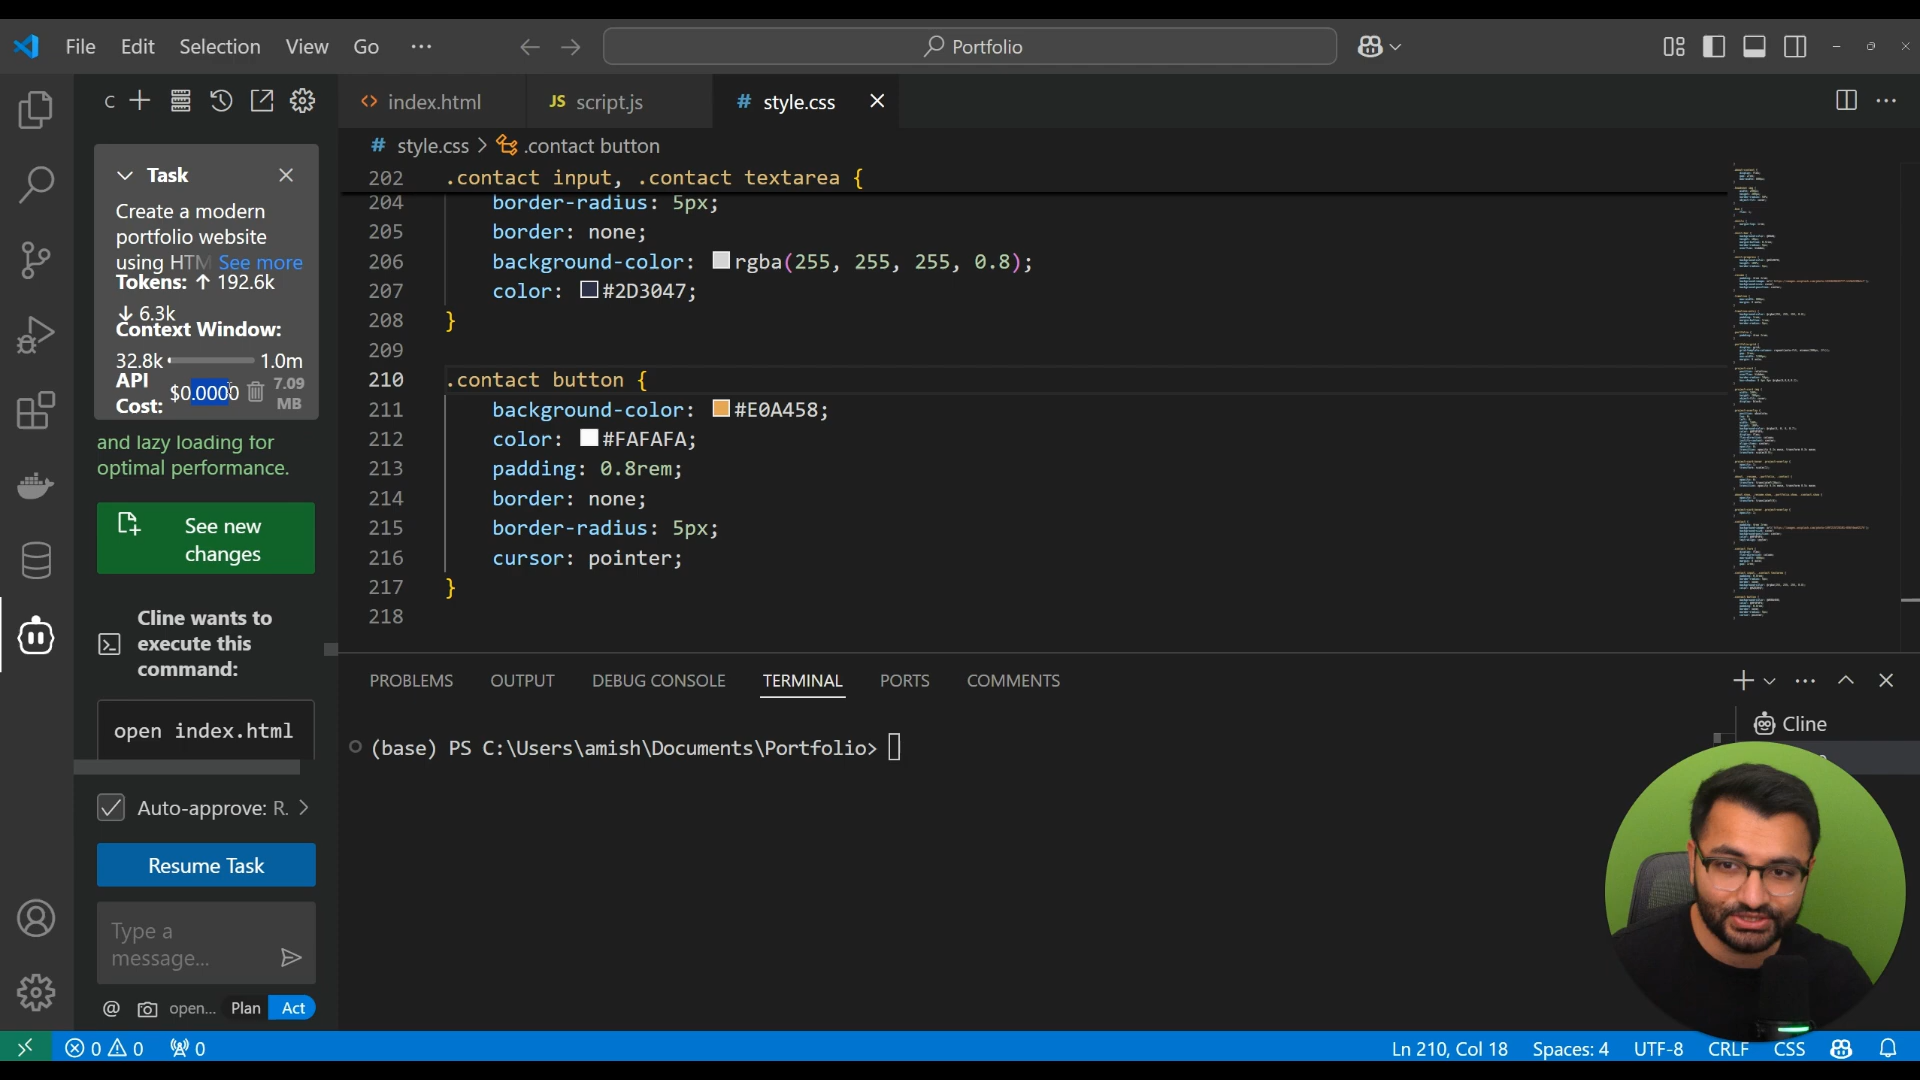 File Edit Selection View Go ···
Portfolio
C
index.html
JS script.js
# style.css
# style.css > .contact button
Task
Create a modern
portfolio website
using HTM See more
Tokens: ↑ 192.6k
↓ 6.3k
Context Window:
32.8k 1.0m
API
Cost: $0.0000 7.09
MB
and lazy loading for
optimal performance.
See new
changes
Cline wants to
execute this
command:
open index.html
Auto-approve: R. >
Resume Task
Type a
message...
@ open... Plan Act
202 .contact input, .contact textarea {
204 border-radius: 5px;
205 border: none;
206 background-color: rgba(255, 255, 255, 0.8);
207 color: #2D3047;
208 }
209
210 .contact button {
211 background-color: #E0A458;
212 color: #FAFAFA;
213 padding: 0.8rem;
214 border: none;
215 border-radius: 5px;
216 cursor: pointer;
217 }
218
PROBLEMS OUTPUT DEBUG CONSOLE TERMINAL PORTS COMMENTS
(base) PS C:\Users\amish\Documents\Portfolio>
Cline
0 0 0
Ln 210, Col 18 Spaces: 4 UTF-8 CRLF CSS